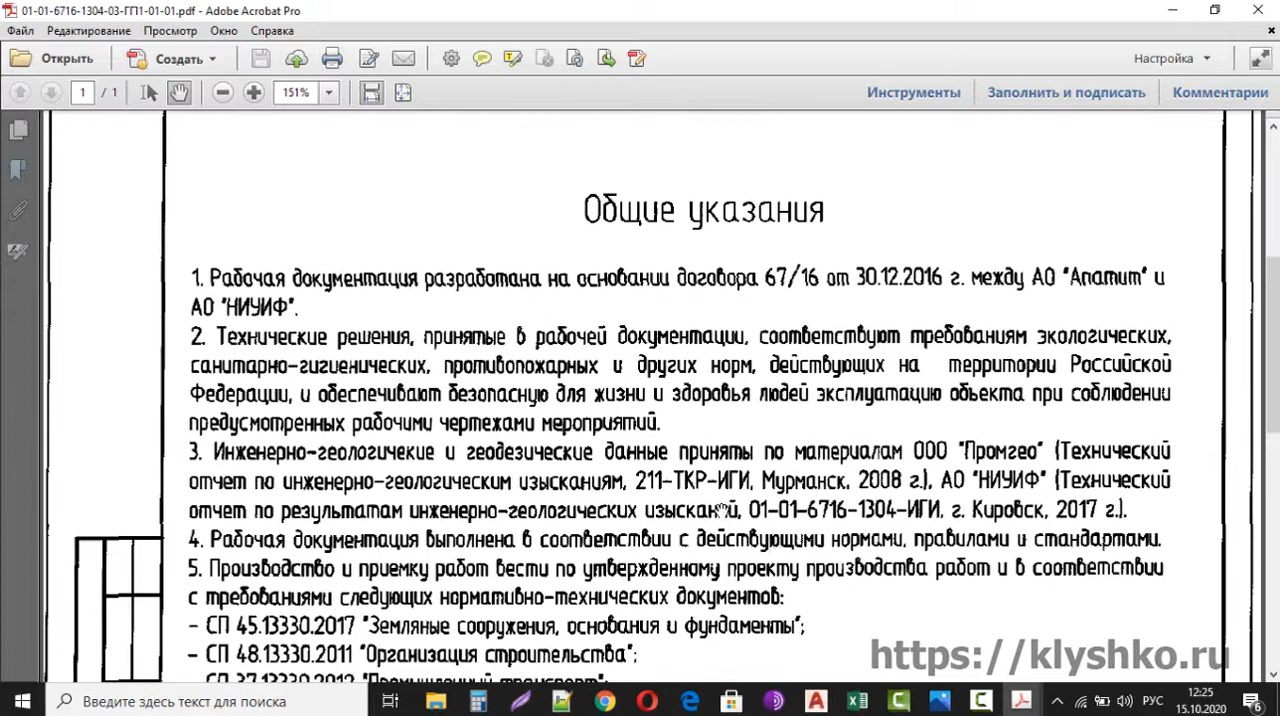 01-01-6716-1304-03-ГП1-01-01.pdf - Adobe Acrobat Pro
Файл Редактирование Просмотр Окно Справка
Открыть Создать Настройка
1 / 1 151% Инструменты Заполнить и подписать Комментарии
Общие указания
1. Рабочая документация разработана на основании договора 67/16 от 30.12.2016 г. между АО "Апатит" и
АО "НИУИФ".
2. Технические решения, принятые в рабочей документации, соответствуют требованиям экологических,
санитарно-гигиенических, противопожарных и других норм, действующих на территории Российской
Федерации, и обеспечивают безопасную для жизни и здоровья людей эксплуатацию объекта при соблюдении
предусмотренных рабочими чертежами мероприятий.
3. Инженерно-геологичекие и геодезические данные приняты по материалам ООО "Промгео" (Технический
отчет по инженерно-геологическим изысканиям, 211-ТКР-ИГИ, Мурманск, 2008 г.), АО "НИУИФ" (Технический
отчет по результатам инженерно-геологических изысканий, 01-01-6716-1304-ИГИ, г. Кировск, 2017 г.).
4. Рабочая документация выполнена в соответствии с действующими нормами, правилами и стандартами.
5. Производство и приемку работ вести по утвержденному проекту производства работ и в соответствии
с требованиями следующих нормативно-технических документов:
- СП 45.13330.2017 "Земляные сооружения, основания и фундаменты";
- СП 48.13330.2011 "Организация строительства";
- СП 37.13330.2012 "Промышленный транспорт";
https://klyshko.ru
Введите здесь текст для поиска
РУС
12:25
15.10.2020
6